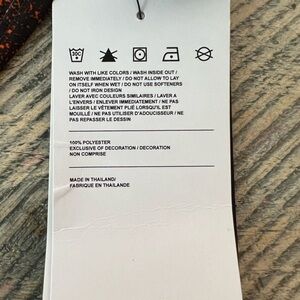 30C
WASH WITH LIKE COLORS / WASH INSIDE OUT /
REMOVE IMMEDIATELY / DO NOT ALLOW TO LAY
ON ITSELF WHEN WET / DO NOT USE SOFTENERS
/ DO NOT IRON DESIGN
LAVER AVEC COULEURS SIMILAIRES / LAVER A
L'ENVERS / ENLEVER IMMEDIATEMENT / NE PAS
LAISSER LE VÊTEMENT PLIÉ LORSQU'IL EST
MOUILLÉ / NE PAS UTILISER D'ADOUCISSEUR / NE
PAS REPASSER LE DESSIN
100% POLYESTER
EXCLUSIVE OF DECORATION / DECORATION
NON COMPRISE
MADE IN THAILAND/
FABRIQUE EN THAILANDE